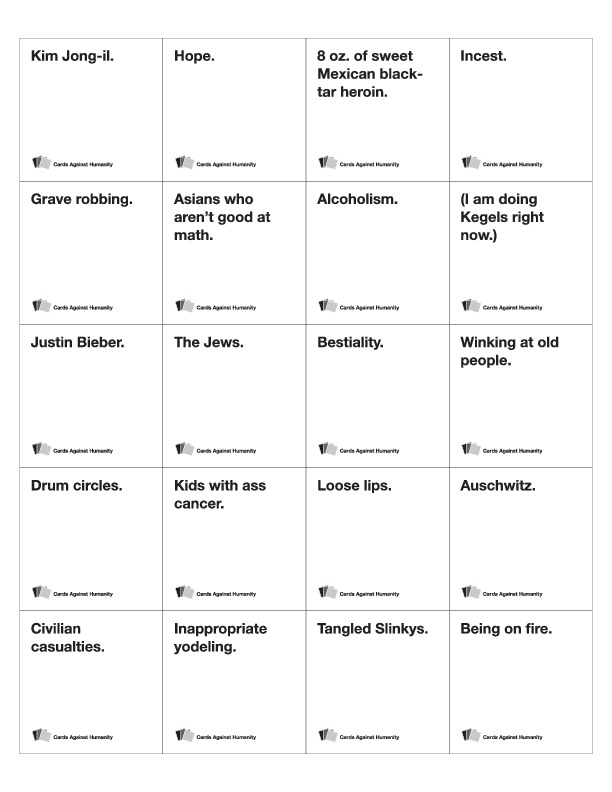 Kim Jong-il.
Cards Against Humanity
Hope.
Cards Against Humanity
8 oz. of sweet
Mexican black-
tar heroin.
Cards Against Humanity
Incest.
Cards Against Humanity
Grave robbing.
Cards Against Humanity
Asians who
aren't good at
math.
Cards Against Humanity
Alcoholism.
Cards Against Humanity
(I am doing
Kegels right
now.)
Cards Against Humanity
Justin Bieber.
Cards Against Humanity
The Jews.
Cards Against Humanity
Bestiality.
Cards Against Humanity
Winking at old
people.
Cards Against Humanity
Drum circles.
Cards Against Humanity
Kids with ass
cancer.
Cards Against Humanity
Loose lips.
Cards Against Humanity
Auschwitz.
Cards Against Humanity
Civilian
casualties.
Cards Against Humanity
Inappropriate
yodeling.
Cards Against Humanity
Tangled Slinkys.
Cards Against Humanity
Being on fire.
Cards Against Humanity